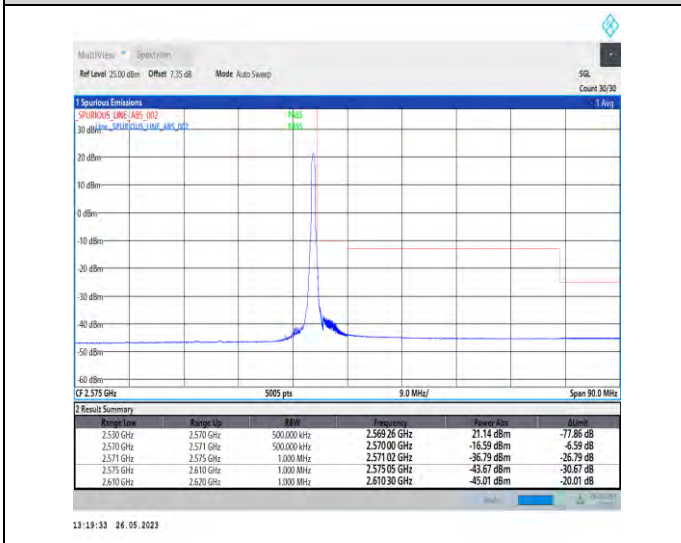 MultiView Spectrum
Ref Level 25.00 dBm Offset 7.35 dB Mode Auto Sweep SGL
Count 30/30
1 Spurious Emissions 1 Avg
_SPURIOUS_LINE_ABS_002 PASS
Line _SPURIOUS_LINE_ABS_002 PASS
30 dBm
20 dBm
10 dBm
0 dBm
-10 dBm
-20 dBm
-30 dBm
-40 dBm
-50 dBm
-60 dBm
CF 2.575 GHz 5005 pts 9.0 MHz/ Span 90.0 MHz
2 Result Summary
Range Low Range Up RBW Frequency Power Abs ΔLimit
2.530 GHz 2.570 GHz 500.000 kHz 2.569 26 GHz 21.14 dBm -77.86 dB
2.570 GHz 2.571 GHz 500.000 kHz 2.570 00 GHz -16.59 dBm -6.59 dB
2.571 GHz 2.575 GHz 1.000 MHz 2.571 02 GHz -36.79 dBm -26.79 dB
2.575 GHz 2.610 GHz 1.000 MHz 2.575 05 GHz -43.67 dBm -30.67 dB
2.610 GHz 2.620 GHz 1.000 MHz 2.610 30 GHz -45.01 dBm -20.01 dB
13:19:33 26.05.2023